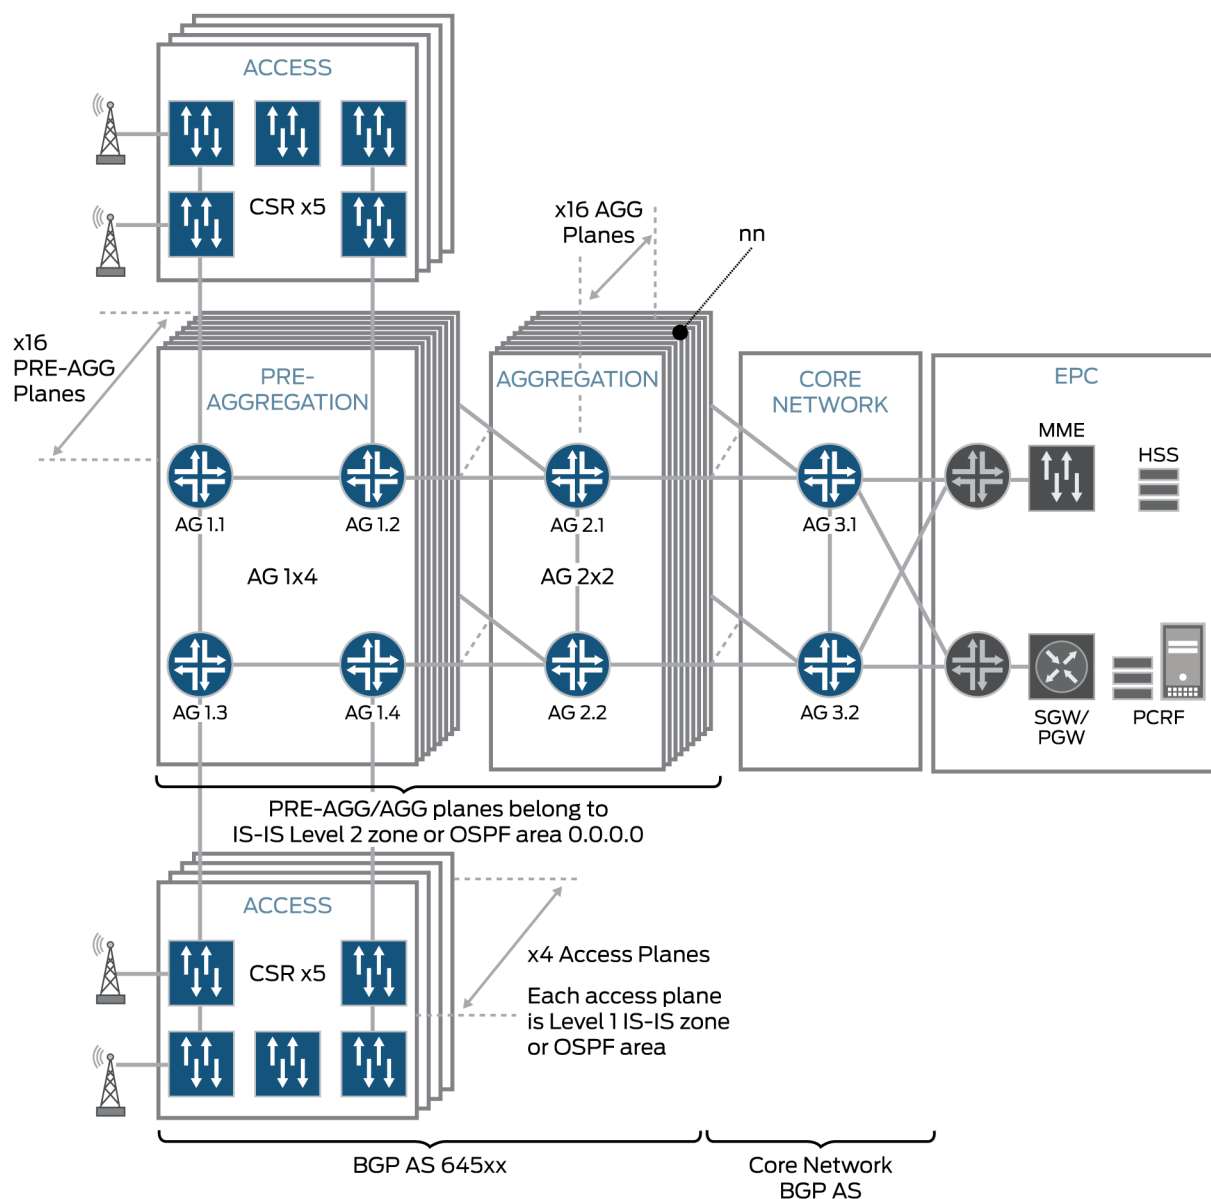 ACCESS
CSR x5
x16 AGG
Planes
nn
x16
PRE-AGG
Planes
PRE-
AGGREGATION
AG 1.1
AG 1.2
AG 1x4
AG 1.3
AG 1.4
AGGREGATION
AG 2.1
AG 2x2
AG 2.2
CORE
NETWORK
AG 3.1
AG 3.2
EPC
MME
HSS
SGW/
PGW
PCRF
PRE-AGG/AGG planes belong to
IS-IS Level 2 zone or OSPF area 0.0.0.0
ACCESS
CSR x5
x4 Access Planes
Each access plane
is Level 1 IS-IS zone
or OSPF area
BGP AS 645xx
Core Network
BGP AS